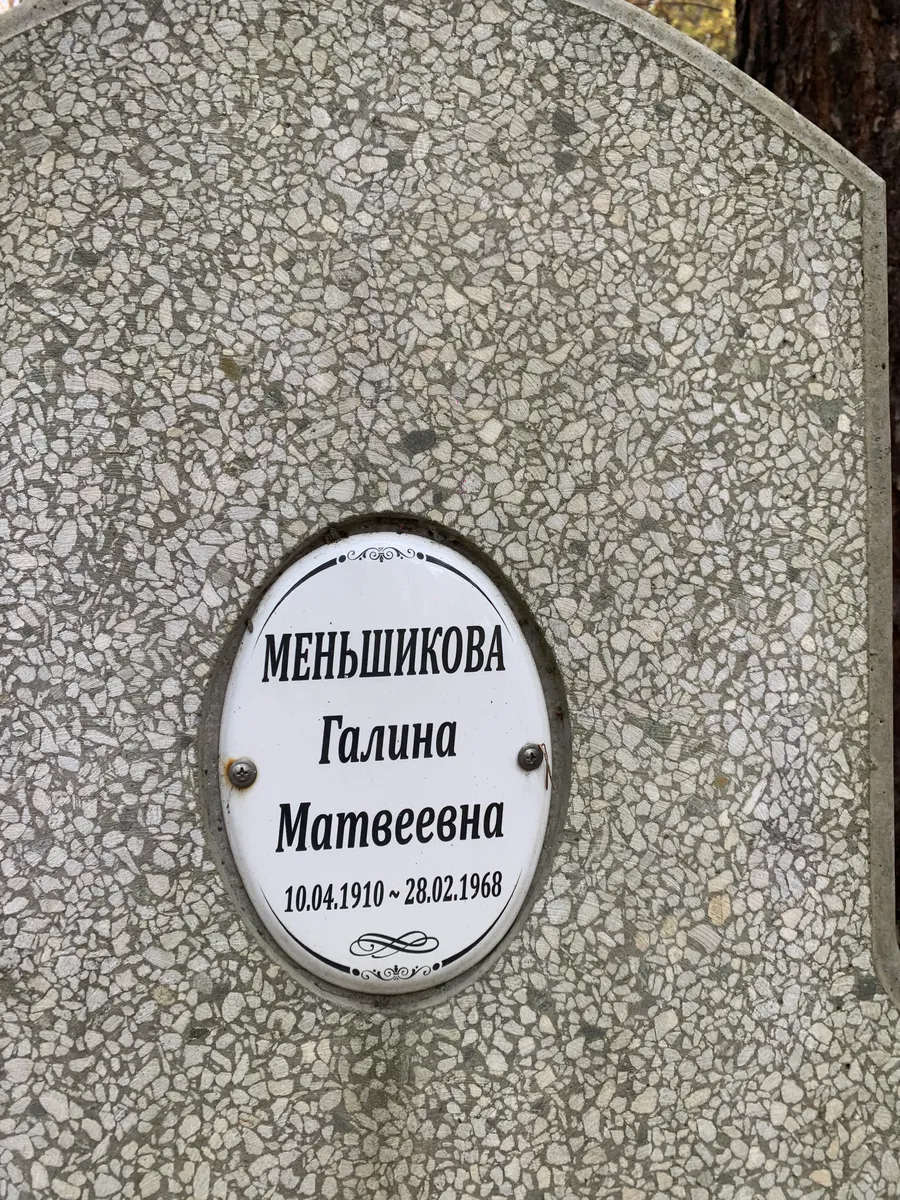 МЕНЬШИКОВА
Галина
Матвеевна
10.04.1910 ~ 28.02.1968